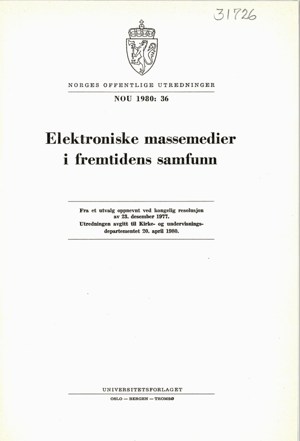 31726
NORGES OFFENTLIGE UTREDNINGER
NOU 1980: 36
Elektroniske massemedier
i fremtidens samfunn
Fra et utvalg oppnevnt ved kongelig resolusjon
av 23. desember 1977.
Utredningen avgitt til Kirke- og undervisnings-
departementet 20. april 1980.
UNIVERSITETSFORLAGET
OSLO — BERGEN — TROMSØ